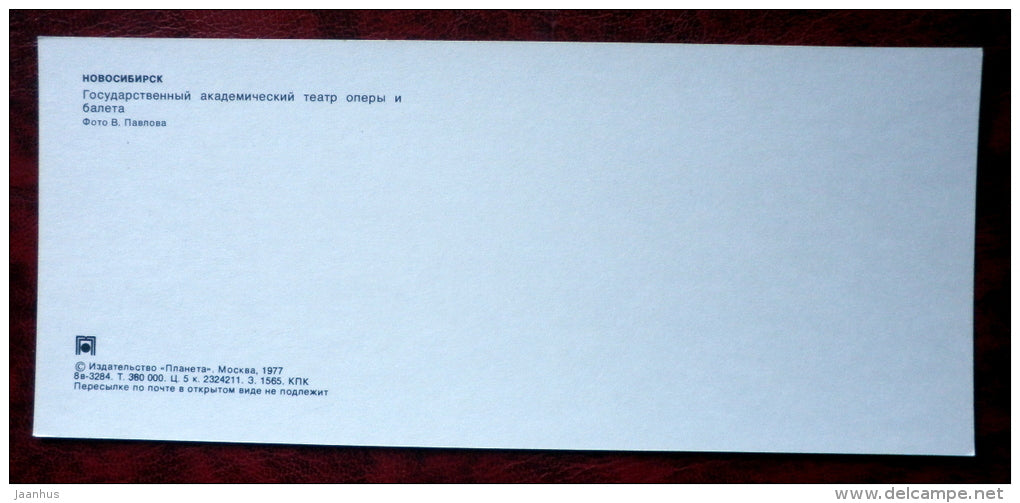 НОВОСИБИРСК
Государственный академический театр оперы и
балета
Фото В. Павлова
© Издательство «Планета». Москва, 1977
8в-3284. Т. 360 000. Ц. 5 к. 2324211. З. 1565. КПК
Пересылке по почте в открытом виде не подлежит
jaanhus
www.delcampe.net